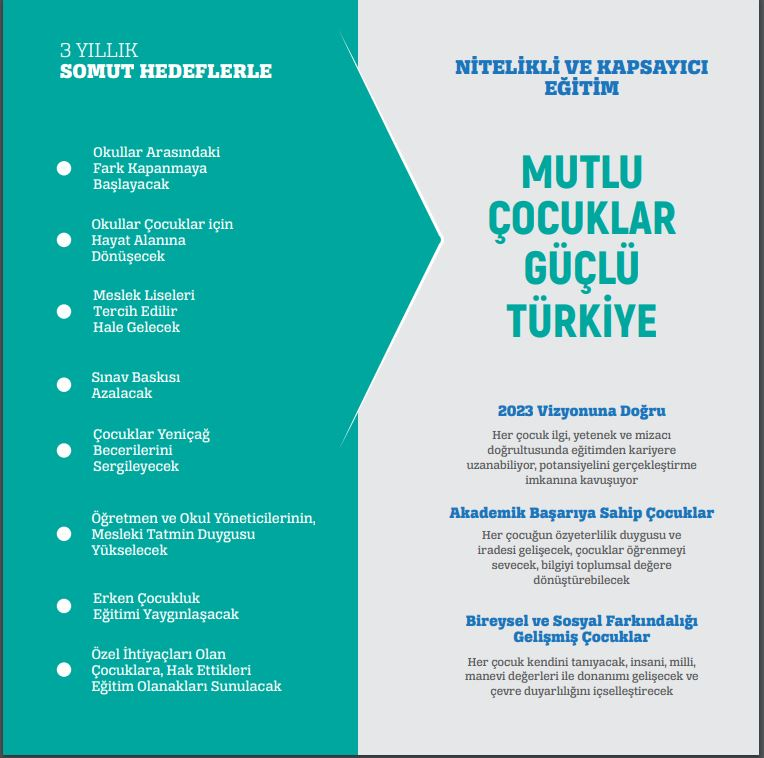 3 YILLIK
SOMUT HEDEFLERLE
Okullar Arasındaki
Fark Kapanmaya
Başlayacak
Okullar Çocuklar için
Hayat Alanına
Dönüşecek
Meslek Liseleri
Tercih Edilir
Hale Gelecek
Sınav Baskısı
Azalacak
Çocuklar Yeniçağ
Becerilerini
Sergileyecek
Öğretmen ve Okul Yöneticilerinin,
Mesleki Tatmin Duygusu
Yükselecek
Erken Çocukluk
Eğitimi Yaygınlaşacak
Özel İhtiyaçları Olan
Çocuklara, Hak Ettikleri
Eğitim Olanakları Sunulacak
NİTELİKLİ VE KAPSAYICI
EĞİTİM
MUTLU
ÇOCUKLAR
GÜÇLÜ
TÜRKİYE
2023 Vizyonuna Doğru
Her çocuk ilgi, yetenek ve mizacı
doğrultusunda eğitimden kariyere
uzanabiliyor, potansiyelini gerçekleştirme
imkanına kavuşuyor
Akademik Başarıya Sahip Çocuklar
Her çocuğun özyeterlilik duygusu ve
iradesi gelişecek, çocuklar öğrenmeyi
sevecek, bilgiyi toplumsal değere
dönüştürebilecek
Bireysel ve Sosyal Farkındalığı
Gelişmiş Çocuklar
Her çocuk kendini tanıyacak, insani, milli,
manevi değerleri ile donanımı gelişecek ve
çevre duyarlılığını içselleştirecek